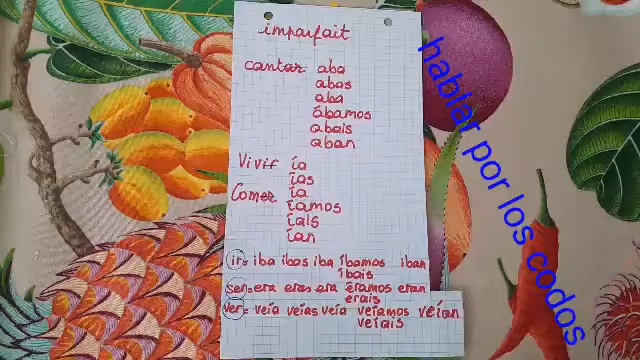 imparfait
cantar aba
abas
aba
ábamos
abais
aban
Vivir ía
ías
Comer ía
íamos
íais
ían
ir= iba ibas iba íbamos iban
ibais
ser= era eras era éramos eran
erais
ver= veía veías veía veíamos veían
veíais
hablar por los codos